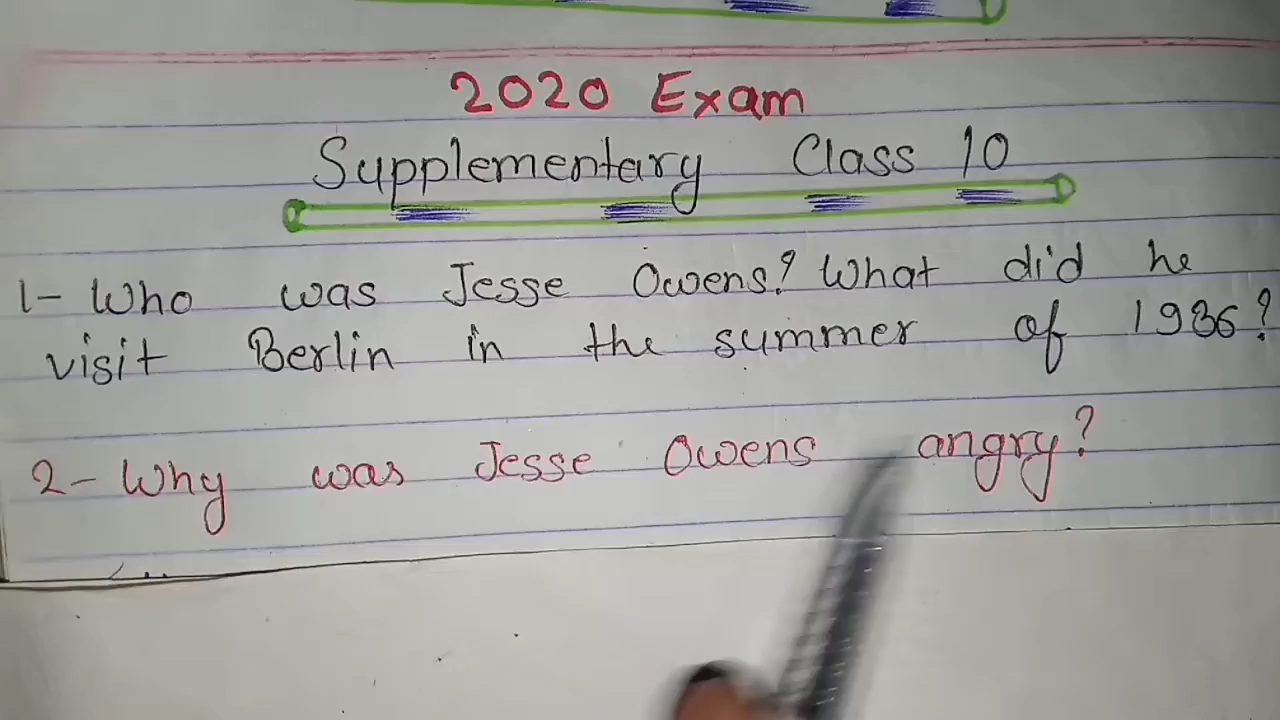 2020 Exam
Supplementary Class 10
1- Who was Jesse Owens? What did he
visit Berlin in the summer of 1936?
2- Why was Jesse Owens angry?